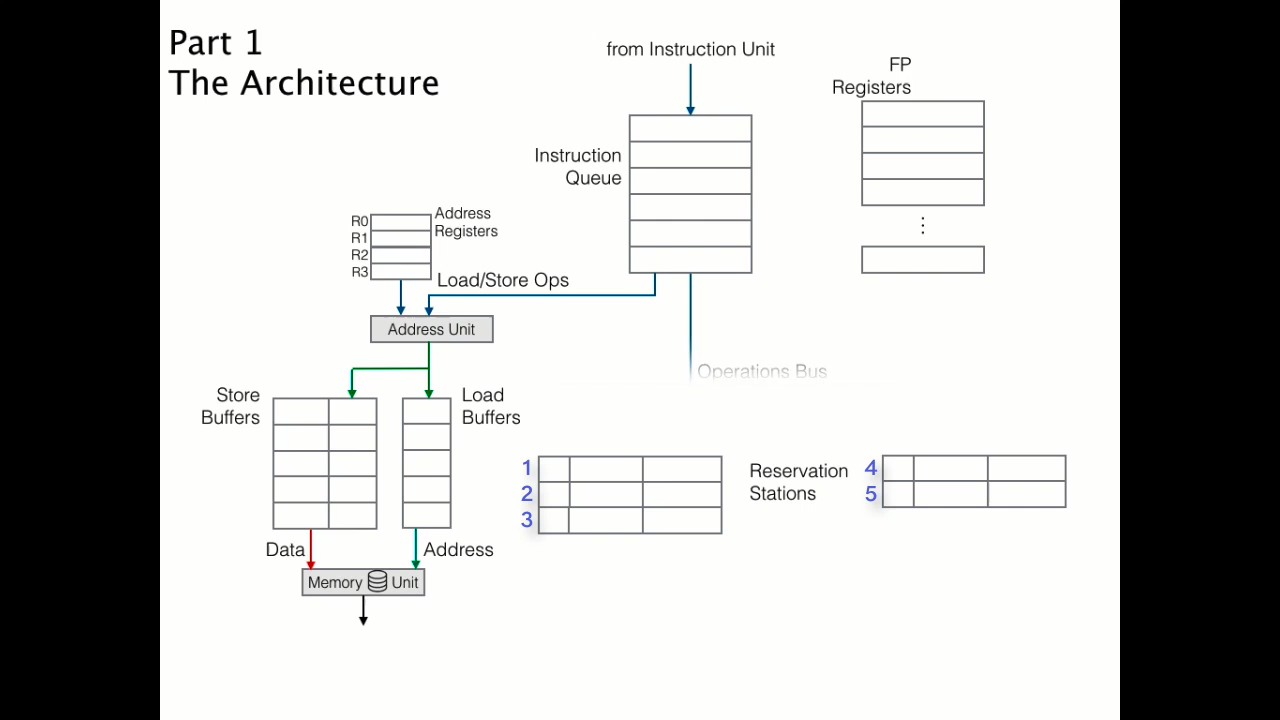 Part 1
The Architecture
from Instruction Unit
FP
Registers
Instruction
Queue
R0
R1
R2
R3
Address
Registers
Load/Store Ops
Address Unit
Operations Bus
Store
Buffers
Load
Buffers
1
2
3
Reservation
Stations
4
5
Data
Address
Memory Unit